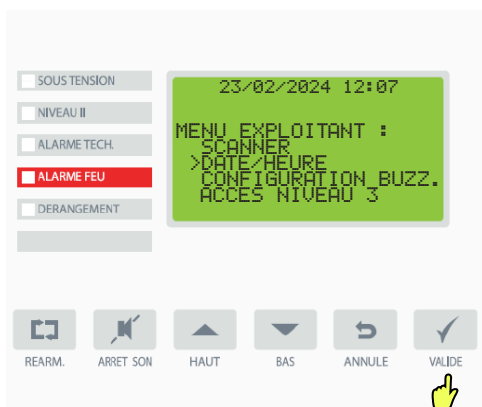 SOUS TENSION
NIVEAU II
ALARME TECH.
ALARME FEU
DERANGEMENT
23/02/2024 12:07
MENU EXPLOITANT :
SCANNER
>DATE/HEURE
CONFIGURATION BUZZ.
ACCES NIVEAU 3
REARM.
ARRET SON
HAUT
BAS
ANNULE
VALIDE